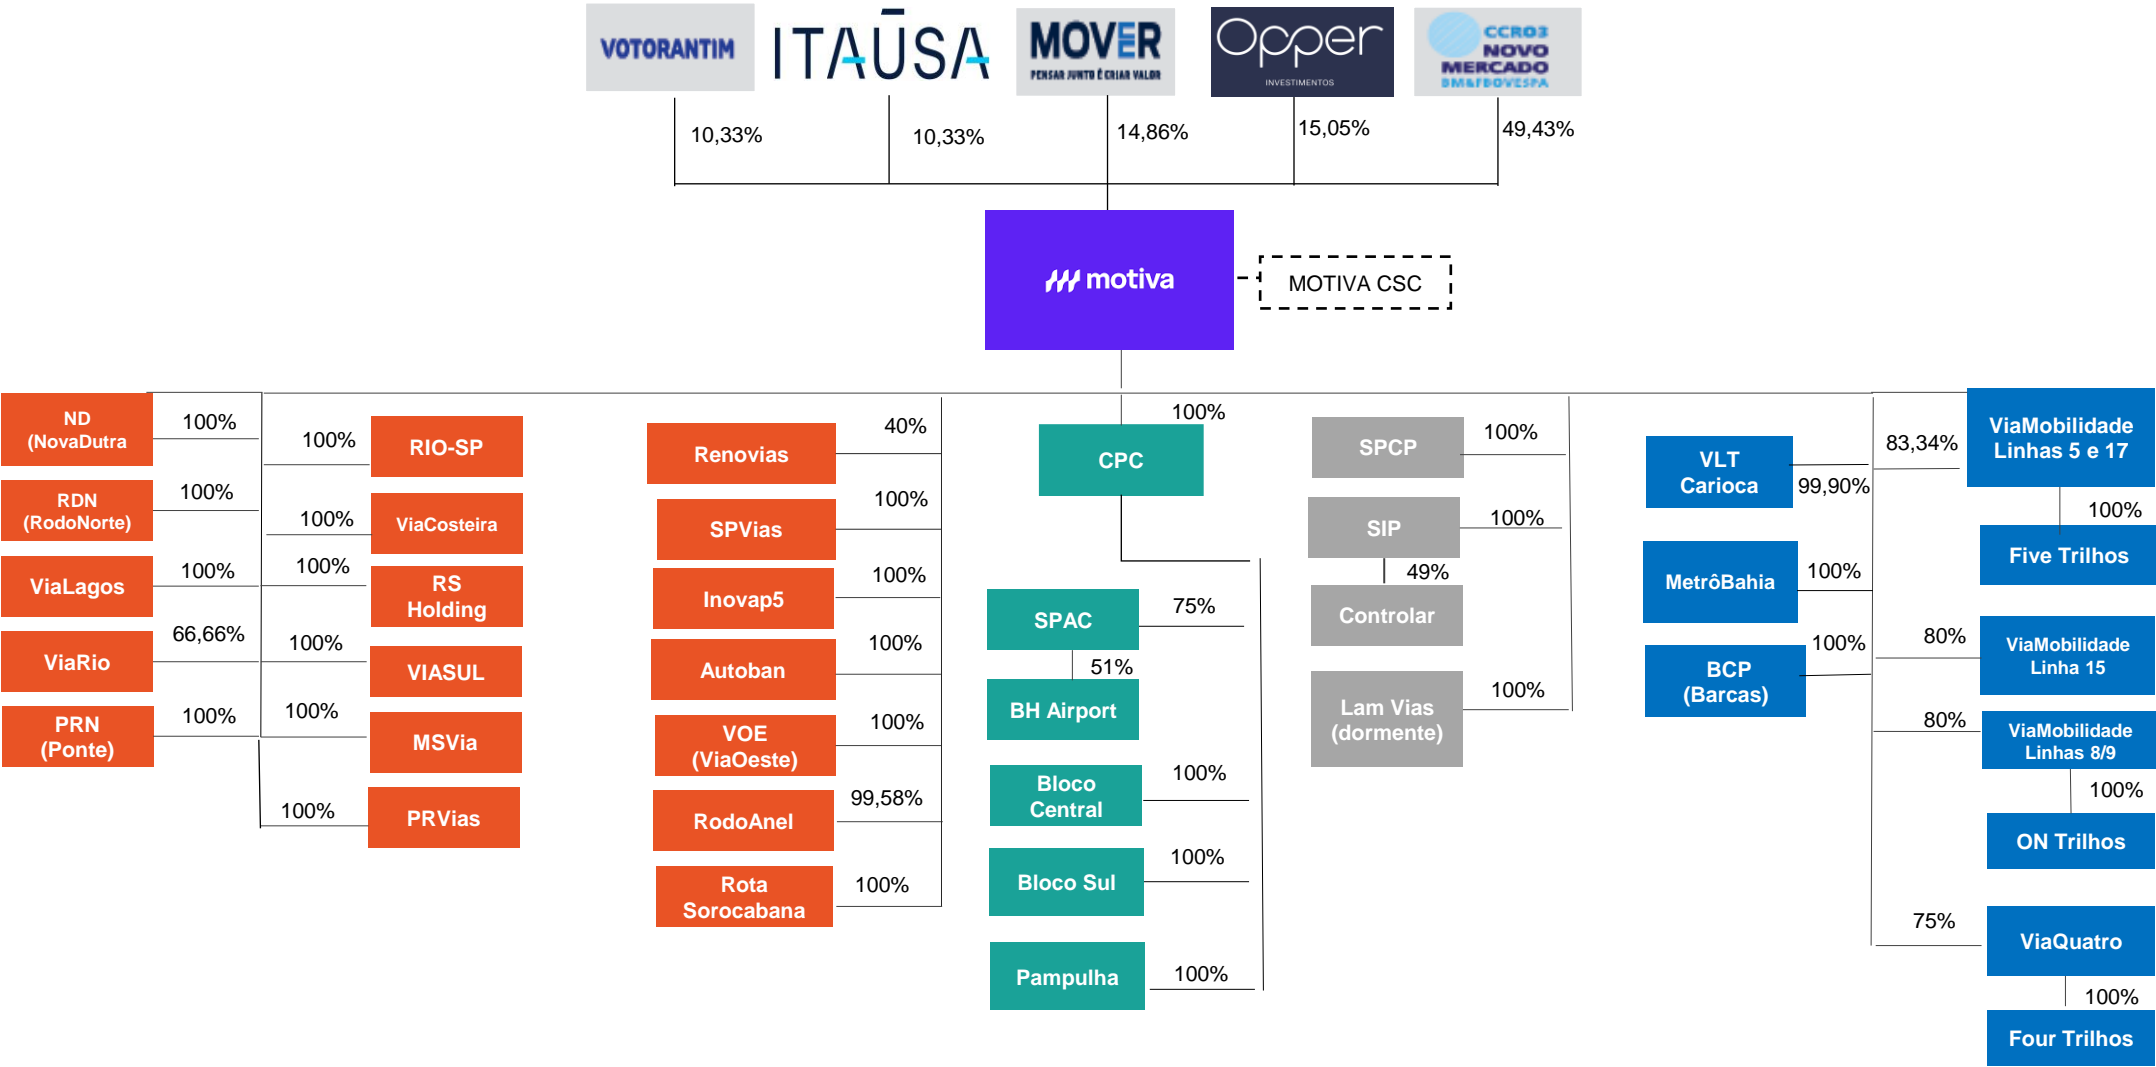 VOTORANTIM
ITAÚSA
MOVER
PENSAR JUNTO É CRIAR VALOR
Opper
INVESTIMENTOS
CCRO3
NOVO
MERCADO
BM&FBOVESPA
10,33%
10,33%
14,86%
15,05%
49,43%
motiva
MOTIVA CSC
ND
(NovaDutra
100%
RDN
(RodoNorte)
100%
ViaLagos
100%
ViaRio
66,66%
PRN
(Ponte)
100%
100%
RIO-SP
100%
ViaCosteira
100%
RS
Holding
100%
VIASUL
100%
MSVia
100%
PRVias
Renovias
40%
SPVias
100%
Inovap5
100%
Autoban
100%
VOE
(ViaOeste)
100%
RodoAnel
99,58%
Rota
Sorocabana
100%
100%
CPC
SPAC
75%
51%
BH Airport
Bloco
Central
100%
Bloco Sul
100%
Pampulha
100%
SPCP
100%
SIP
100%
49%
Controlar
Lam Vias
(dormente)
100%
VLT
Carioca
99,90%
MetrôBahia
100%
BCP
(Barcas)
100%
83,34%
ViaMobilidade
Linhas 5 e 17
100%
Five Trilhos
80%
ViaMobilidade
Linha 15
80%
ViaMobilidade
Linhas 8/9
100%
ON Trilhos
75%
ViaQuatro
100%
Four Trilhos